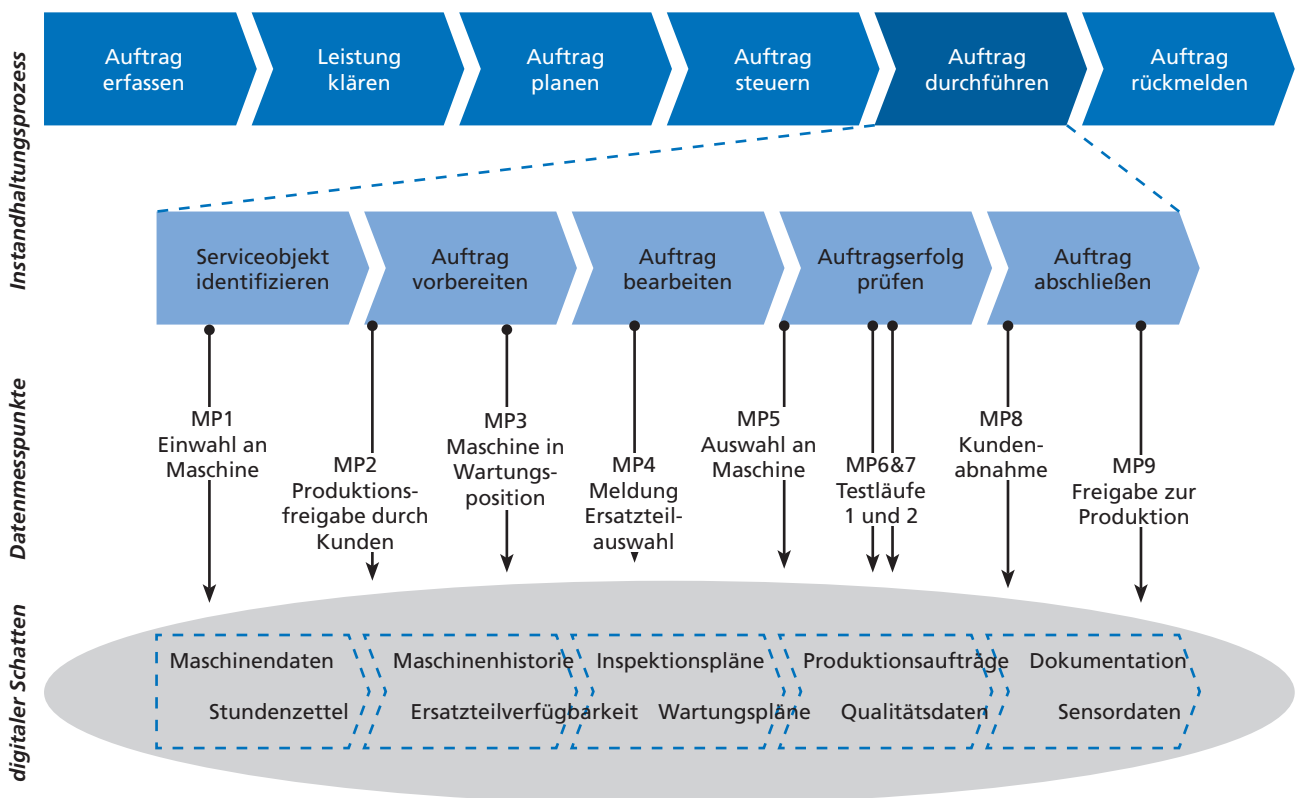 Instandhaltungsprozess
Auftrag
erfassen
Leistung
klären
Auftrag
planen
Auftrag
steuern
Auftrag
durchführen
Auftrag
rückmelden
Serviceobjekt
identifizieren
Auftrag
vorbereiten
Auftrag
bearbeiten
Auftragserfolg
prüfen
Auftrag
abschließen
Datenmesspunkte
MP1
Einwahl an
Maschine
MP2
Produktions-
freigabe durch
Kunden
MP3
Maschine in
Wartungs-
position
MP4
Meldung
Ersatzteil-
auswahl
MP5
Auswahl an
Maschine
MP6&7
Testläufe
1 und 2
MP8
Kunden-
abnahme
MP9
Freigabe zur
Produktion
digitaler Schatten
Maschinendaten
Maschinenhistorie
Inspektionspläne
Produktionsaufträge
Dokumentation
Stundenzettel
Ersatzteilverfügbarkeit
Wartungspläne
Qualitätsdaten
Sensordaten